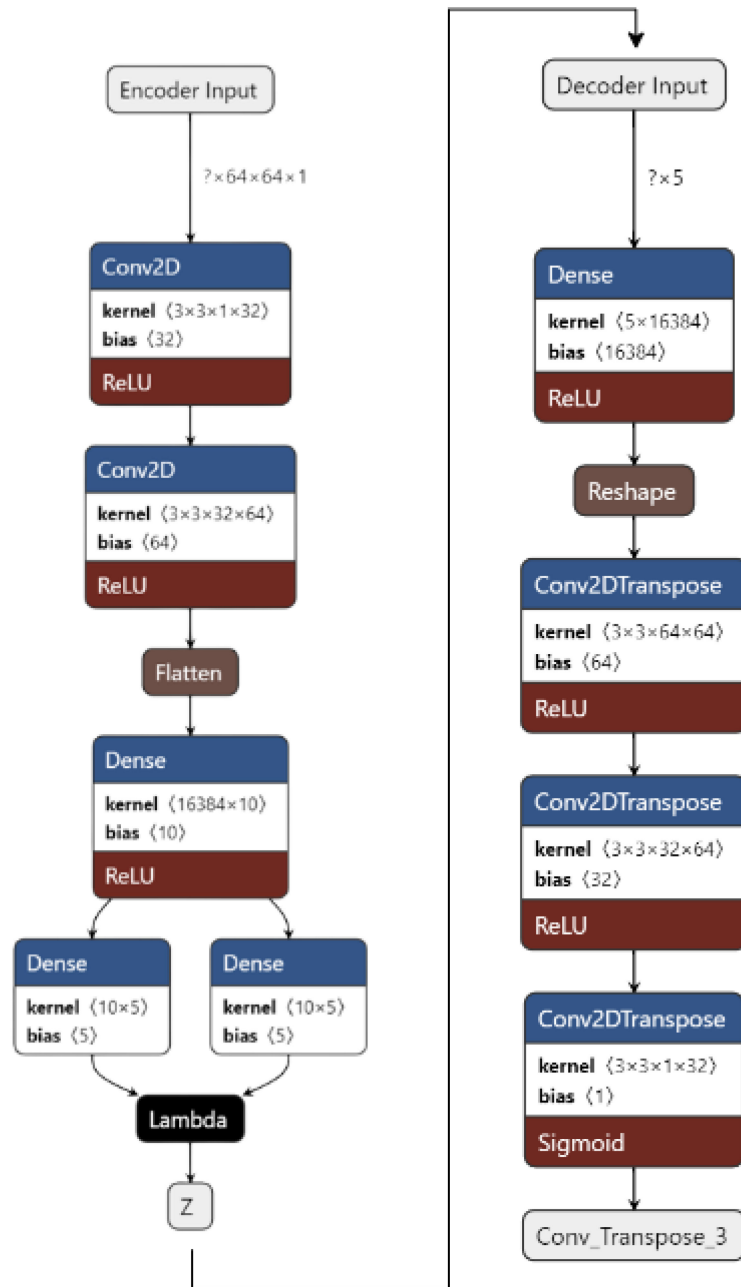 Encoder Input
?×64×64×1
Conv2D
kernel ⟨3×3×1×32⟩
bias ⟨32⟩
ReLU
Conv2D
kernel ⟨3×3×32×64⟩
bias ⟨64⟩
ReLU
Flatten
Dense
kernel ⟨16384×10⟩
bias ⟨10⟩
ReLU
Dense
kernel ⟨10×5⟩
bias ⟨5⟩
Dense
kernel ⟨10×5⟩
bias ⟨5⟩
Lambda
Z
Decoder Input
?×5
Dense
kernel ⟨5×16384⟩
bias ⟨16384⟩
ReLU
Reshape
Conv2DTranspose
kernel ⟨3×3×64×64⟩
bias ⟨64⟩
ReLU
Conv2DTranspose
kernel ⟨3×3×32×64⟩
bias ⟨32⟩
ReLU
Conv2DTranspose
kernel ⟨3×3×1×32⟩
bias ⟨1⟩
Sigmoid
Conv_Transpose_3